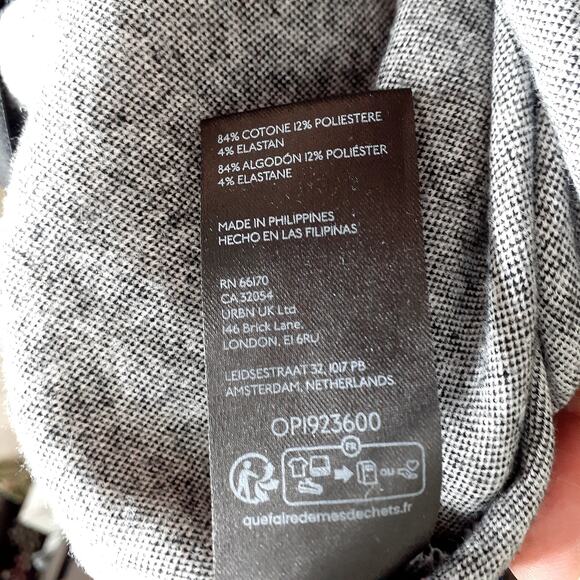 84% COTONE 12% POLIESTERE
4% ELASTAN
84% ALGODÓN 12% POLIÉSTER
4% ELASTANE
MADE IN PHILIPPINES
HECHO EN LAS FILIPINAS
RN 66170
CA 32054
URBN UK Ltd
146 Brick Lane,
LONDON, E1 6RU
LEIDSESTRAAT 32, 1017 PB
AMSTERDAM, NETHERLANDS
OP1923600
FR
OU
quefairedemesdechets.fr